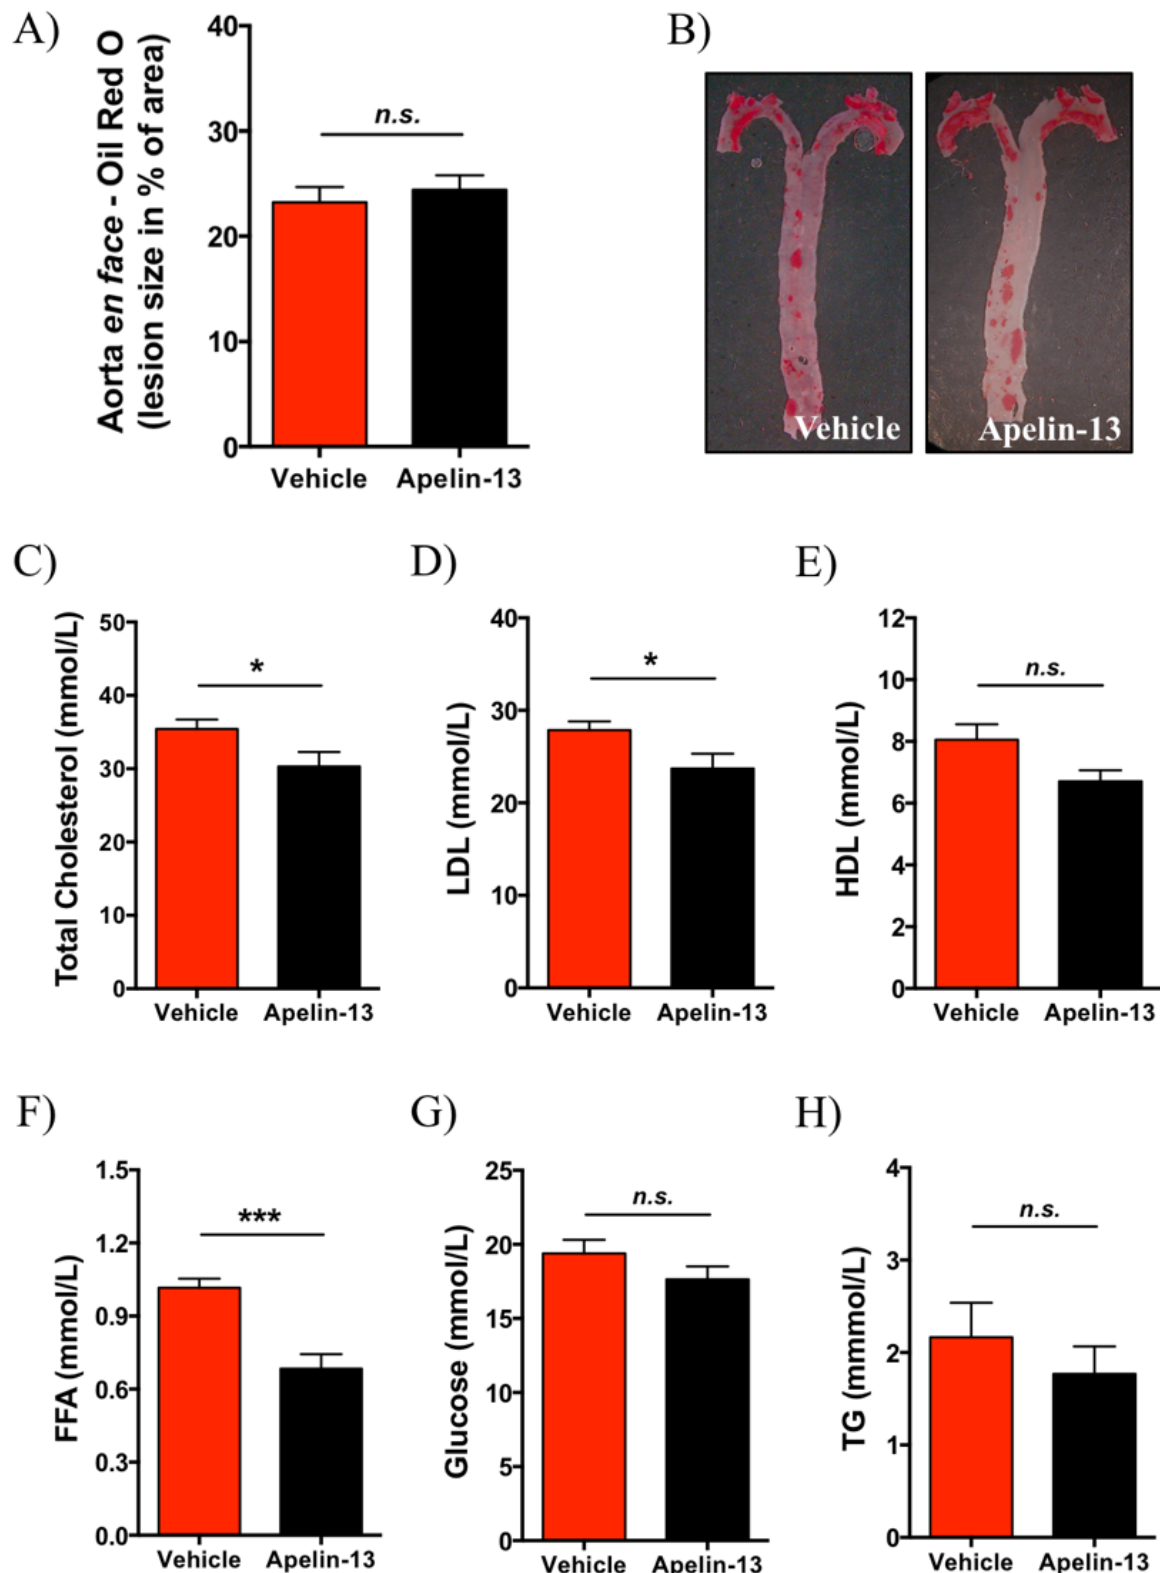 A)
Aorta en face - Oil Red O
(lesion size in % of area)
40
30
20
10
0
n.s.
Vehicle Apelin-13
B)
Vehicle
Apelin-13
C)
Total Cholesterol (mmol/L)
50
40
30
20
10
0
*
Vehicle Apelin-13
D)
LDL (mmol/L)
40
30
20
10
0
*
Vehicle Apelin-13
E)
HDL (mmol/L)
12
10
8
6
4
2
0
n.s.
Vehicle Apelin-13
F)
FFA (mmol/L)
1.5
1.2
0.9
0.6
0.3
0.0
***
Vehicle Apelin-13
G)
Glucose (mmol/L)
25
20
15
10
5
0
n.s.
Vehicle Apelin-13
H)
TG (mmmol/L)
4
3
2
1
0
n.s.
Vehicle Apelin-13